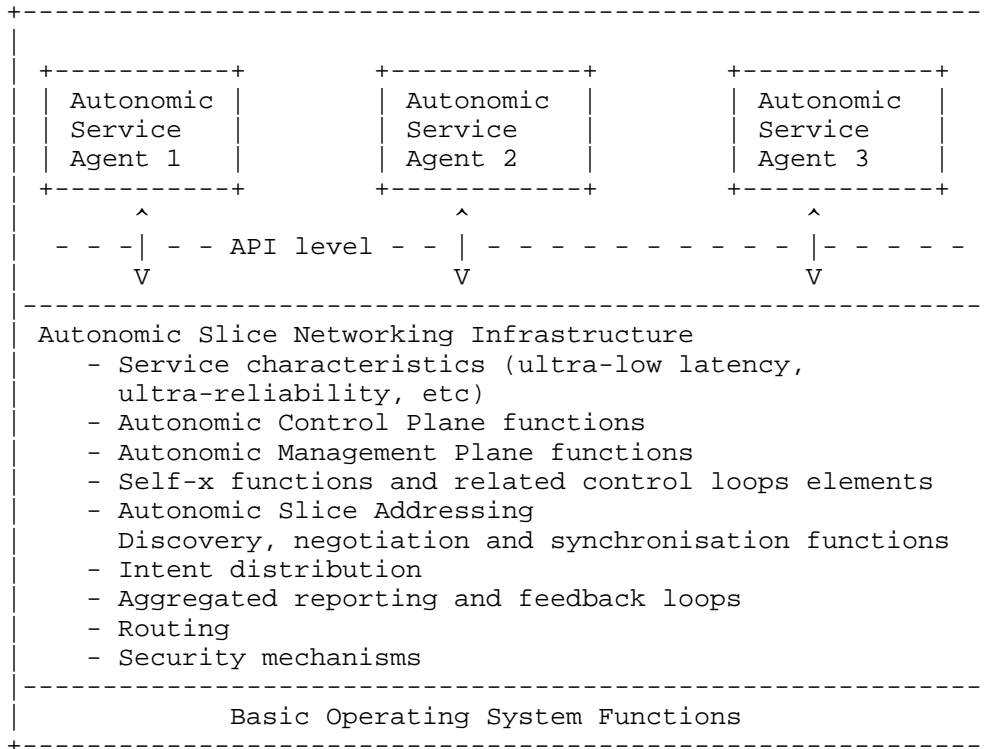 +------------------------------------------------------------
|
| +-----------+        +------------+        +------------+
| | Autonomic |        | Autonomic  |        | Autonomic  |
| | Service   |        | Service    |        | Service    |
| | Agent 1   |        | Agent 2    |        | Agent 3    |
| +-----------+        +------------+        +------------+
|       ^                   ^                     ^
|  - - -| - - API level - - | - - - - - - - - - - |- - - - -
|       V                   V                     V
|------------------------------------------------------------
| Autonomic Slice Networking Infrastructure
|    - Service characteristics (ultra-low latency,
|      ultra-reliability, etc)
|    - Autonomic Control Plane functions
|    - Autonomic Management Plane functions
|    - Self-x functions and related control loops elements
|    - Autonomic Slice Addressing
|      Discovery, negotiation and synchronisation functions
|    - Intent distribution
|    - Aggregated reporting and feedback loops
|    - Routing
|    - Security mechanisms
|------------------------------------------------------------
|             Basic Operating System Functions
+------------------------------------------------------------